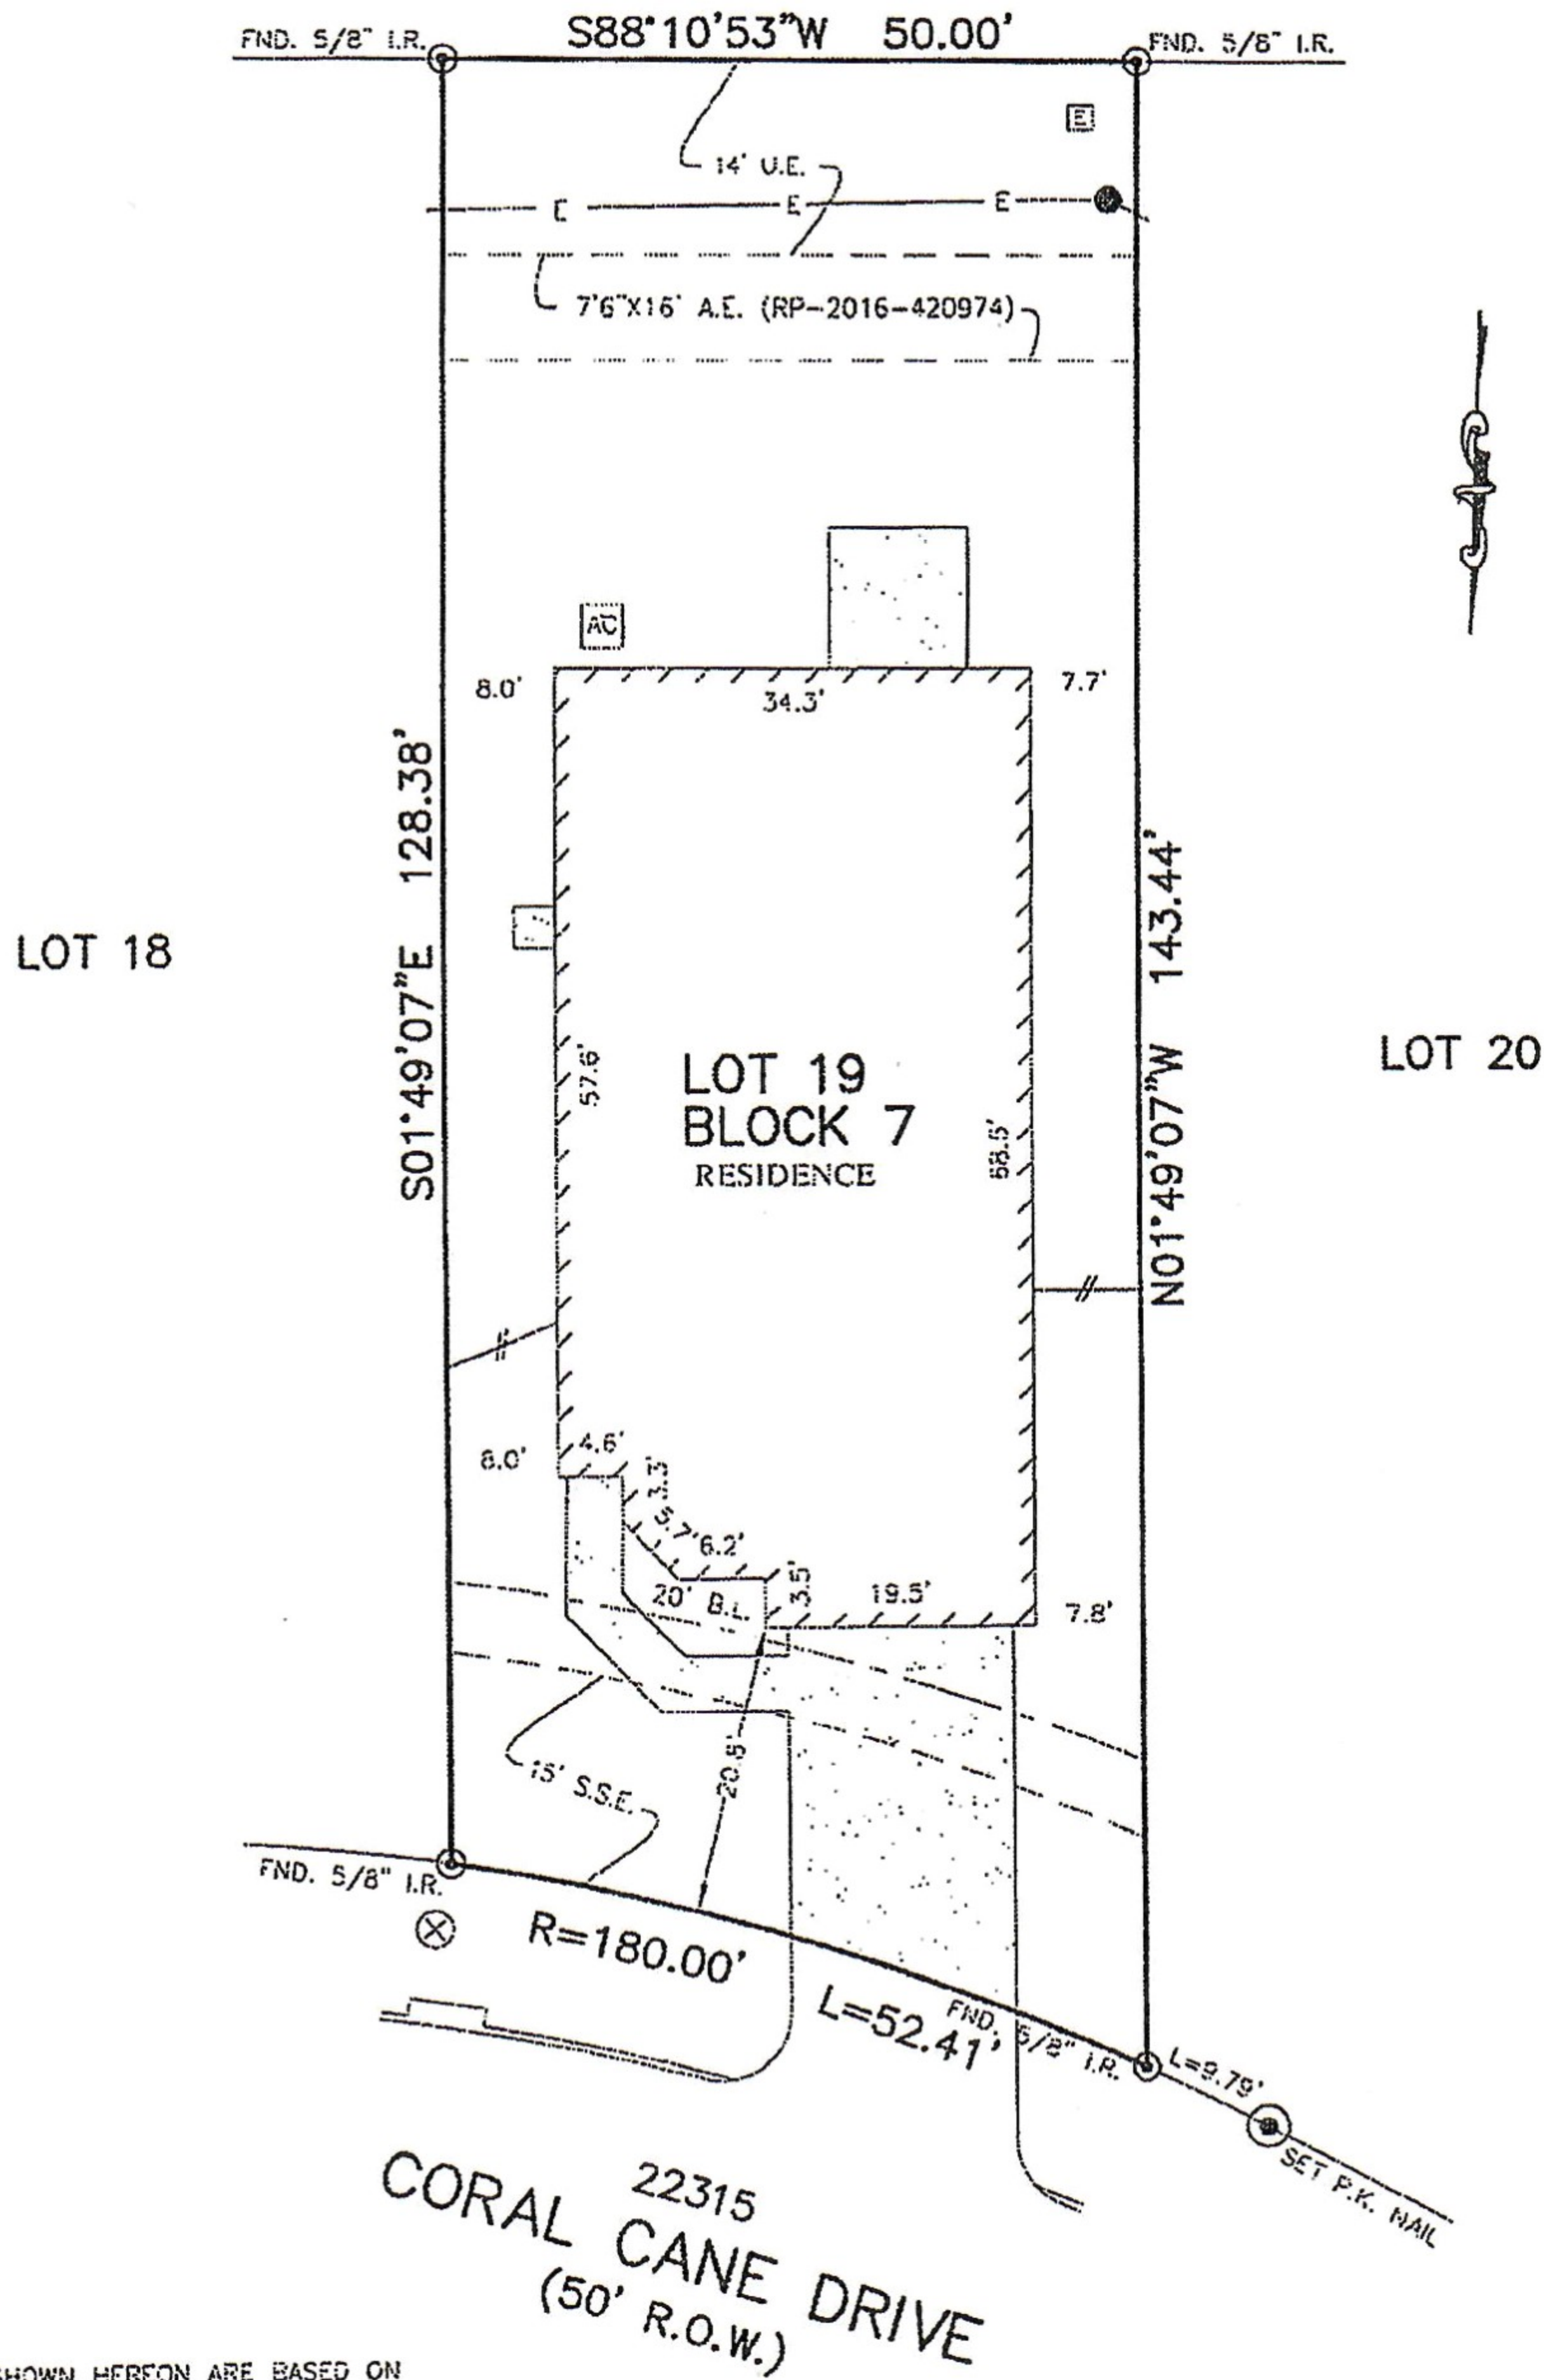 S88°10'53"W 50.00'
FND. 5/8" I.R.
FND. 5/8" I.R.
E
14' U.E.
E E E
7'6"X16' A.E. (RP-2016-420974)
AC
8.0'
7.7'
34.3'
S01°49'07"E 128.38'
N01°49'07"W 143.44'
LOT 18
57.6'
LOT 19
BLOCK 7
RESIDENCE
LOT 20
8.0'
4.6'
3.3'
5.7'
6.2'
3.5'
20' B.L.
19.5'
7.8'
20.5'
15' S.S.E.
FND. 5/8" I.R.
R=180.00'
L=52.41'
FND. 5/8" I.R.
L=9.79'
SET P.K. NAIL
22315
CORAL CANE DRIVE
(50' R.O.W.)
SHOWN HEREON ARE BASED ON